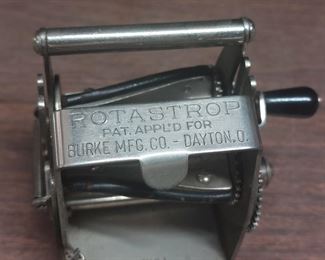 ROTASTROP
PAT. APPL'D FOR
BURKE MFG. CO. - DAYTON. O.